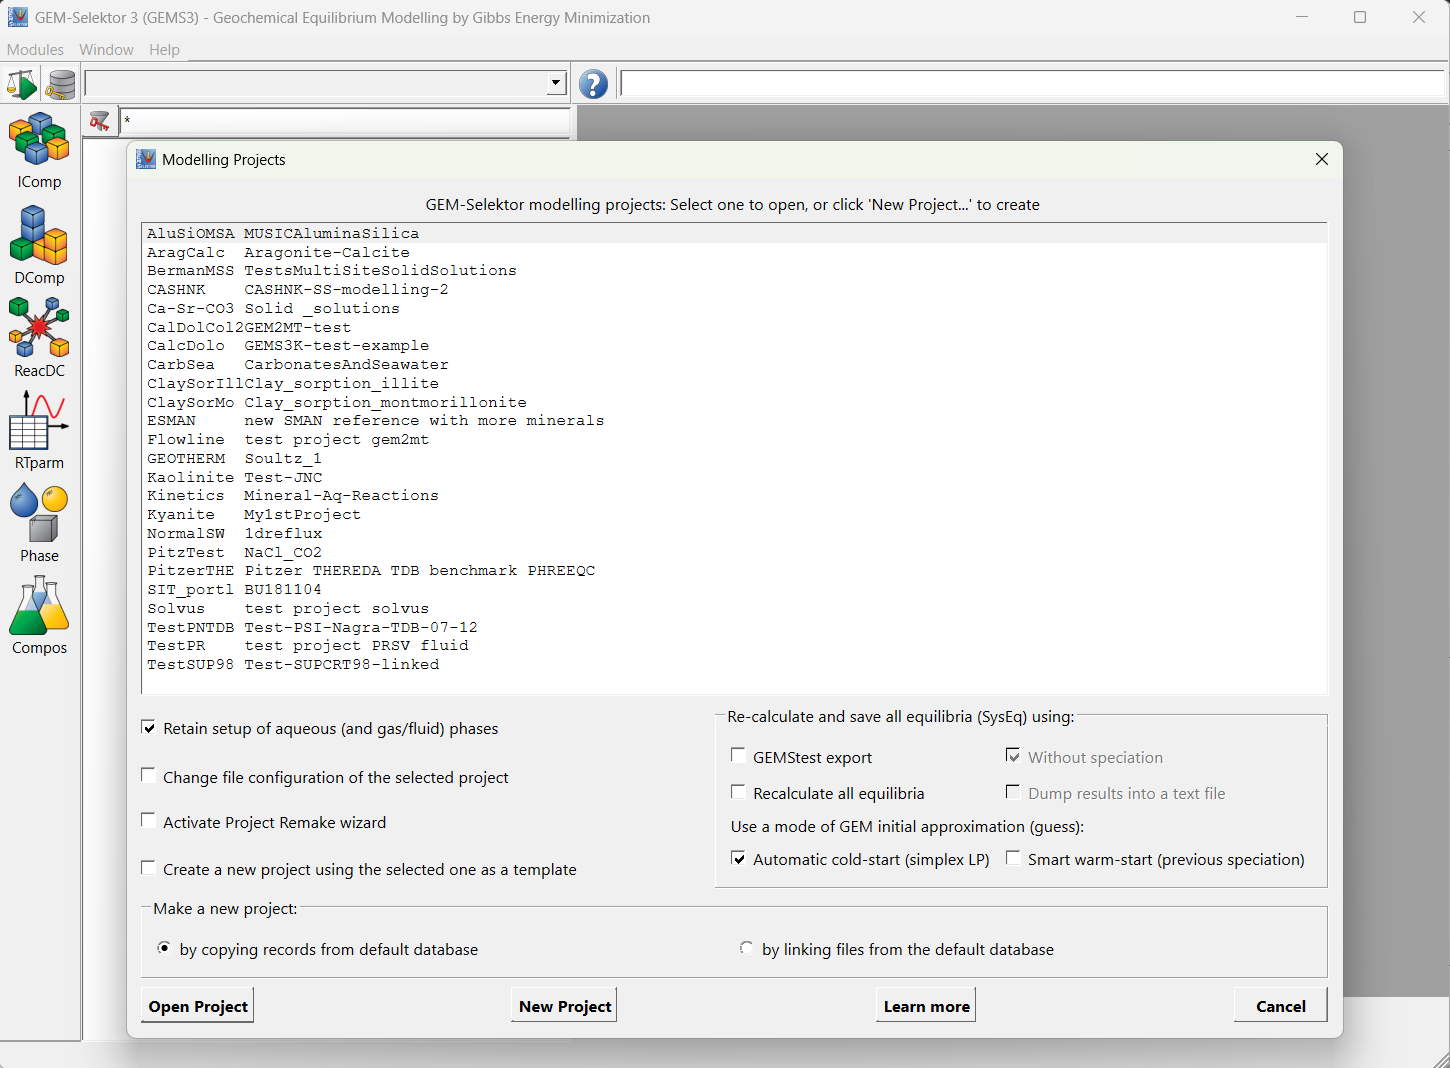 GEM-Selektor 3 (GEMS3) - Geochemical Equilibrium Modelling by Gibbs Energy Minimization
Modules Window Help
*
IComp
DComp
ReacDC
RTparm
Phase
Compos
Modelling Projects
GEM-Selektor modelling projects: Select one to open, or click 'New Project...' to create
AluSiOMSA MUSICAluminaSilica
AragCalc Aragonite-Calcite
BermanMSS TestsMultiSiteSolidSolutions
CASHNK CASHNK-SS-modelling-2
Ca-Sr-CO3 Solid _solutions
CalDolCol2GEM2MT-test
CalcDolo GEMS3K-test-example
CarbSea CarbonatesAndSeawater
ClaySorIllClay_sorption_illite
ClaySorMo Clay_sorption_montmorillonite
ESMAN new SMAN reference with more minerals
Flowline test project gem2mt
GEOTHERM Soultz_1
Kaolinite Test-JNC
Kinetics Mineral-Aq-Reactions
Kyanite My1stProject
NormalSW 1dreflux
PitzTest NaCl_CO2
PitzerTHE Pitzer THEREDA TDB benchmark PHREEQC
SIT_portl BU181104
Solvus test project solvus
TestPNTDB Test-PSI-Nagra-TDB-07-12
TestPR test project PRSV fluid
TestSUP98 Test-SUPCRT98-linked
Retain setup of aqueous (and gas/fluid) phases
Change file configuration of the selected project
Activate Project Remake wizard
Create a new project using the selected one as a template
Re-calculate and save all equilibria (SysEq) using:
GEMStest export
Without speciation
Recalculate all equilibria
Dump results into a text file
Use a mode of GEM initial approximation (guess):
Automatic cold-start (simplex LP)
Smart warm-start (previous speciation)
Make a new project:
by copying records from default database
by linking files from the default database
Open Project
New Project
Learn more
Cancel